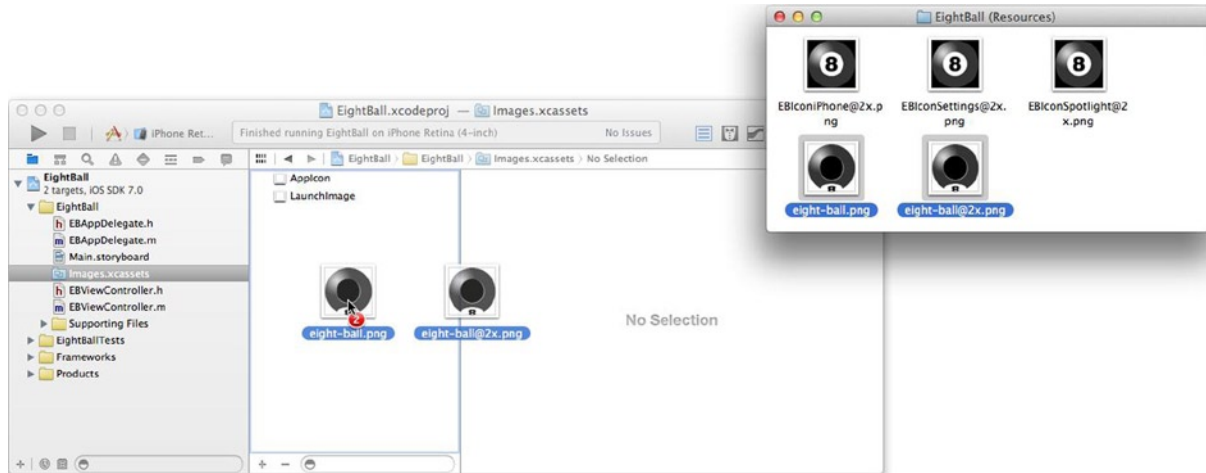 EightBall (Resources)
EBIconiPhone@2x.p
ng
EBIconSettings@2x.
png
EBIconSpotlight@2
x.png
eight-ball.png
eight-ball@2x.png
EightBall.xcodeproj — Images.xcassets
iPhone Ret...
Finished running EightBall on iPhone Retina (4-inch)
No Issues
EightBall
EightBall
Images.xcassets
No Selection
EightBall
2 targets, iOS SDK 7.0
EightBall
EBAppDelegate.h
EBAppDelegate.m
Main.storyboard
Images.xcassets
EBViewController.h
EBViewController.m
Supporting Files
EightBallTests
Frameworks
Products
AppIcon
LaunchImage
eight-ball.png
2
eight-ball@2x.png
No Selection